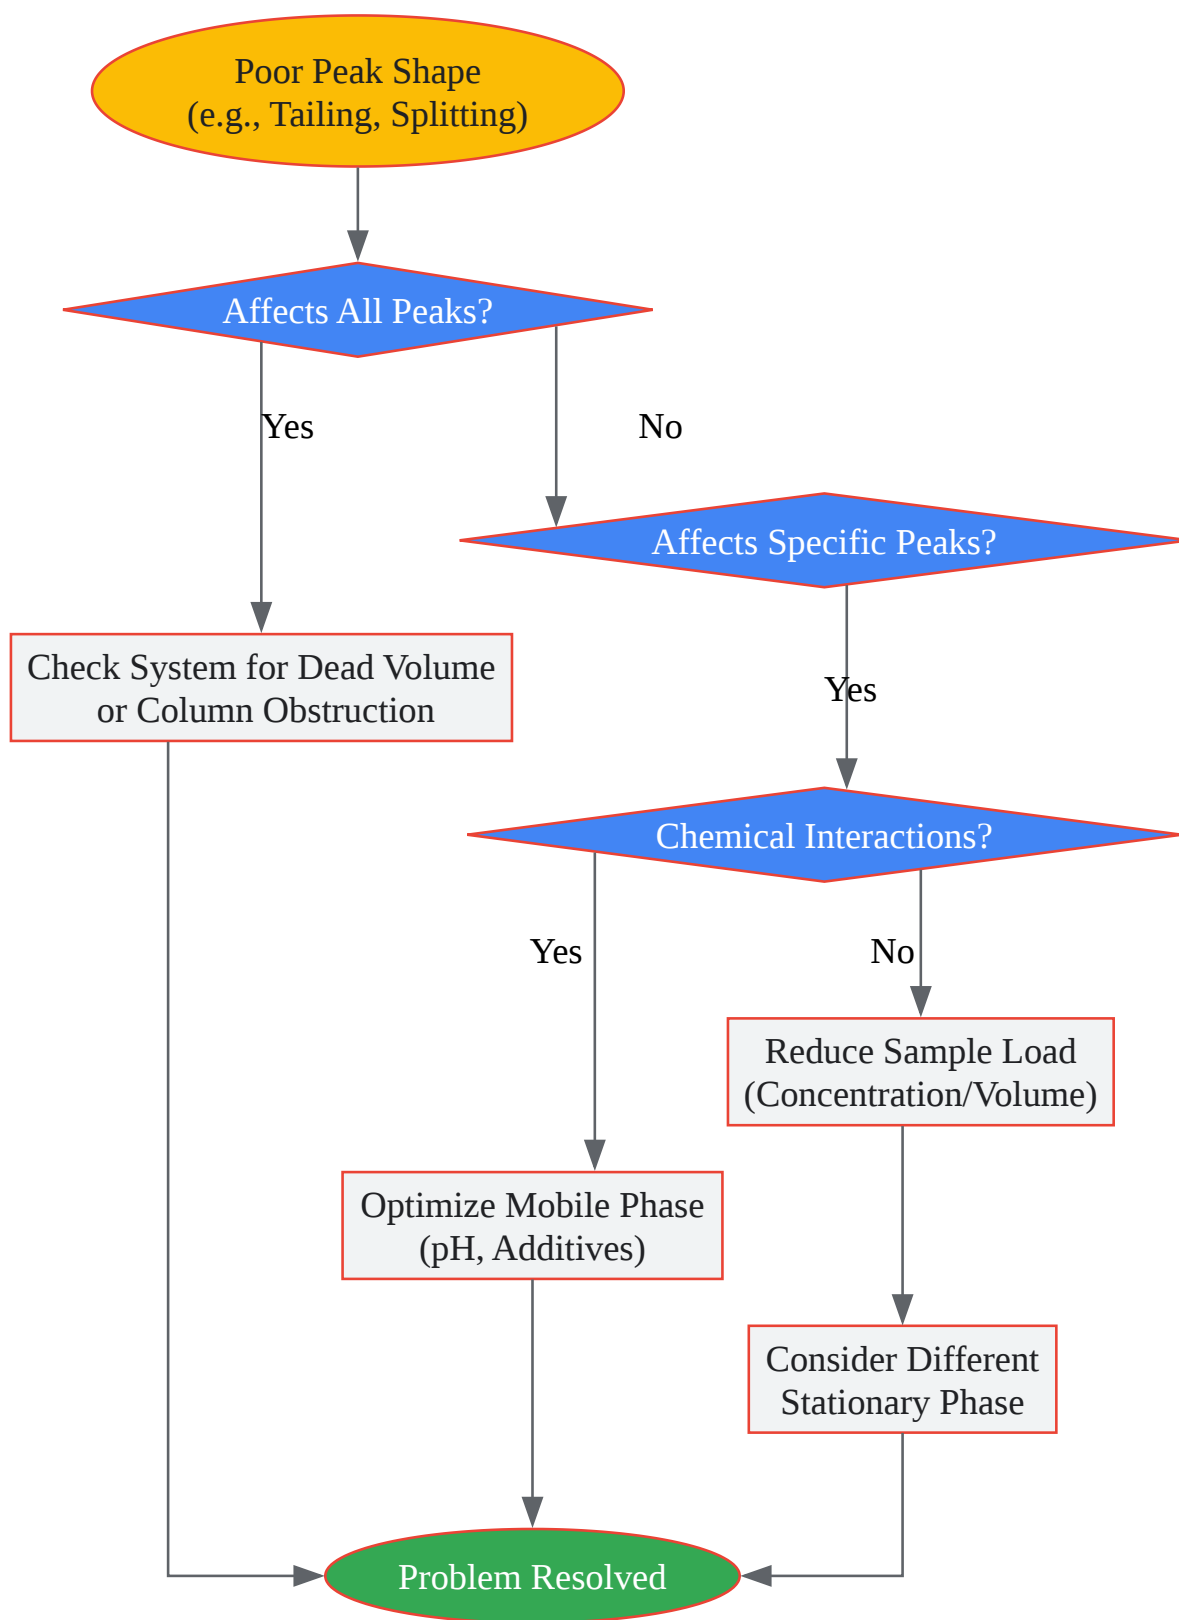 Poor Peak Shape
(e.g., Tailing, Splitting)
Affects All Peaks?
Yes
No
Affects Specific Peaks?
Check System for Dead Volume
or Column Obstruction
Yes
Chemical Interactions?
Yes
No
Reduce Sample Load
(Concentration/Volume)
Optimize Mobile Phase
(pH, Additives)
Consider Different
Stationary Phase
Problem Resolved